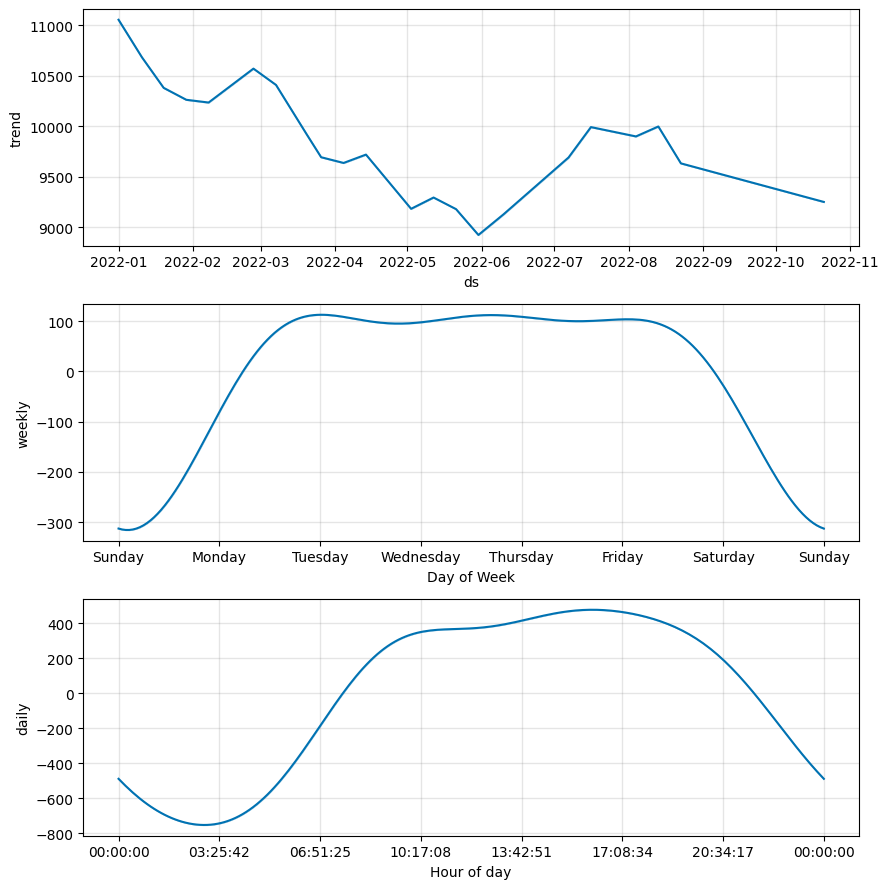 11000
10500
10000
9500
9000
trend
2022-01 2022-02 2022-03 2022-04 2022-05 2022-06 2022-07 2022-08 2022-09 2022-10 2022-11
ds
100
0
−100
−200
−300
weekly
Sunday Monday Tuesday Wednesday Thursday Friday Saturday Sunday
Day of Week
400
200
0
−200
−400
−600
−800
daily
00:00:00 03:25:42 06:51:25 10:17:08 13:42:51 17:08:34 20:34:17 00:00:00
Hour of day